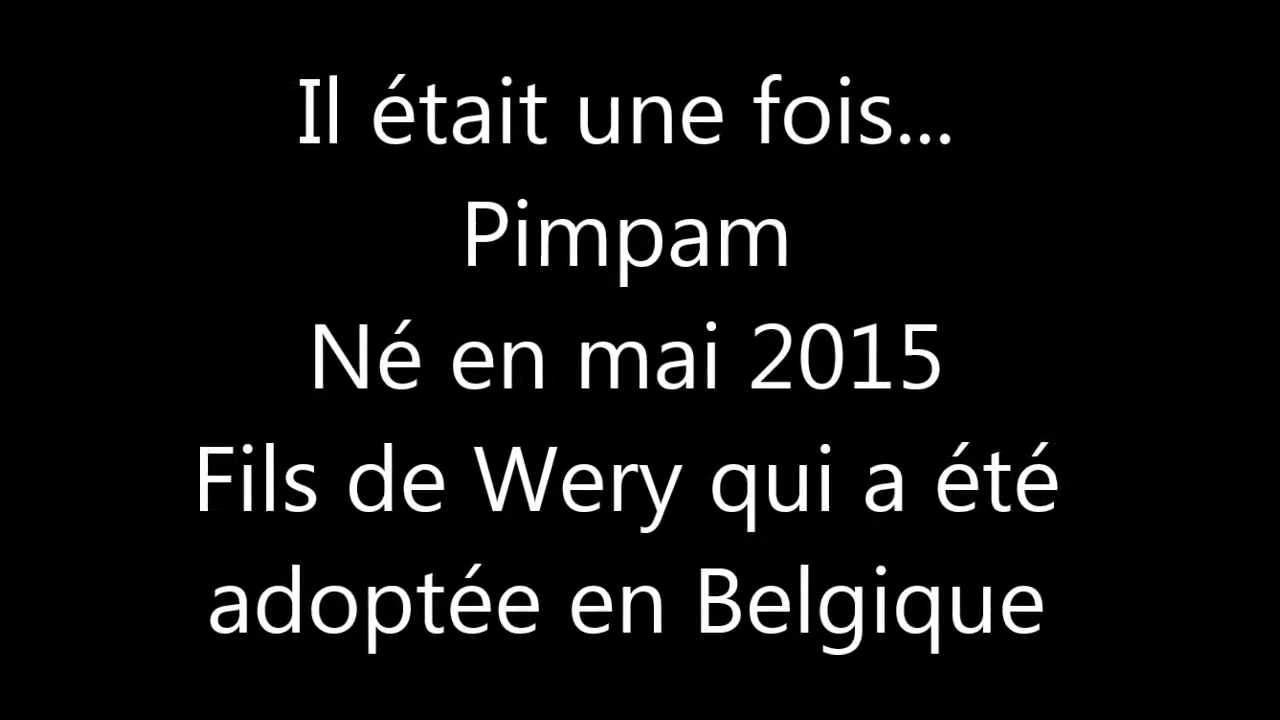 Il était une fois...
Pimpam
Né en mai 2015
Fils de Wery qui a été
adoptée en Belgique